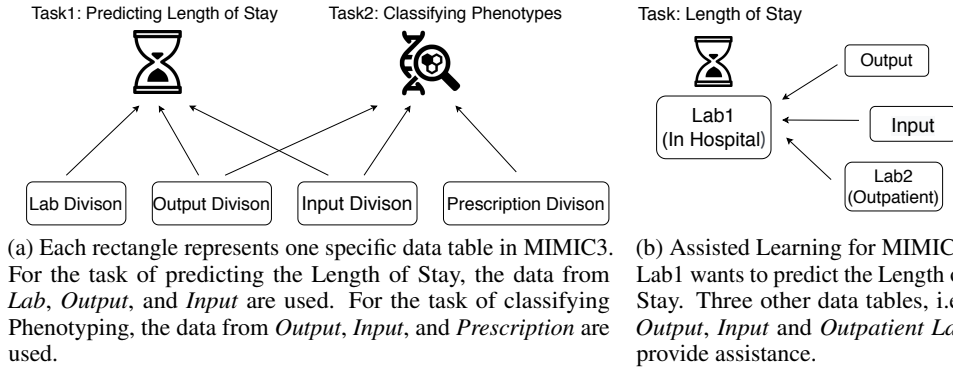 Task1: Predicting Length of Stay
Task2: Classifying Phenotypes
Lab Divison
Output Divison
Input Divison
Prescription Divison
(a) Each rectangle represents one specific data table in MIMIC3.
For the task of predicting the Length of Stay, the data from
Lab, Output, and Input are used. For the task of classifying
Phenotyping, the data from Output, Input, and Prescription are
used.
Task: Length of Stay
Output
Lab1
(In Hospital)
Input
Lab2
(Outpatient)
(b) Assisted Learning for MIMIC
Lab1 wants to predict the Length o
Stay. Three other data tables, i.e
Output, Input and Outpatient La
provide assistance.